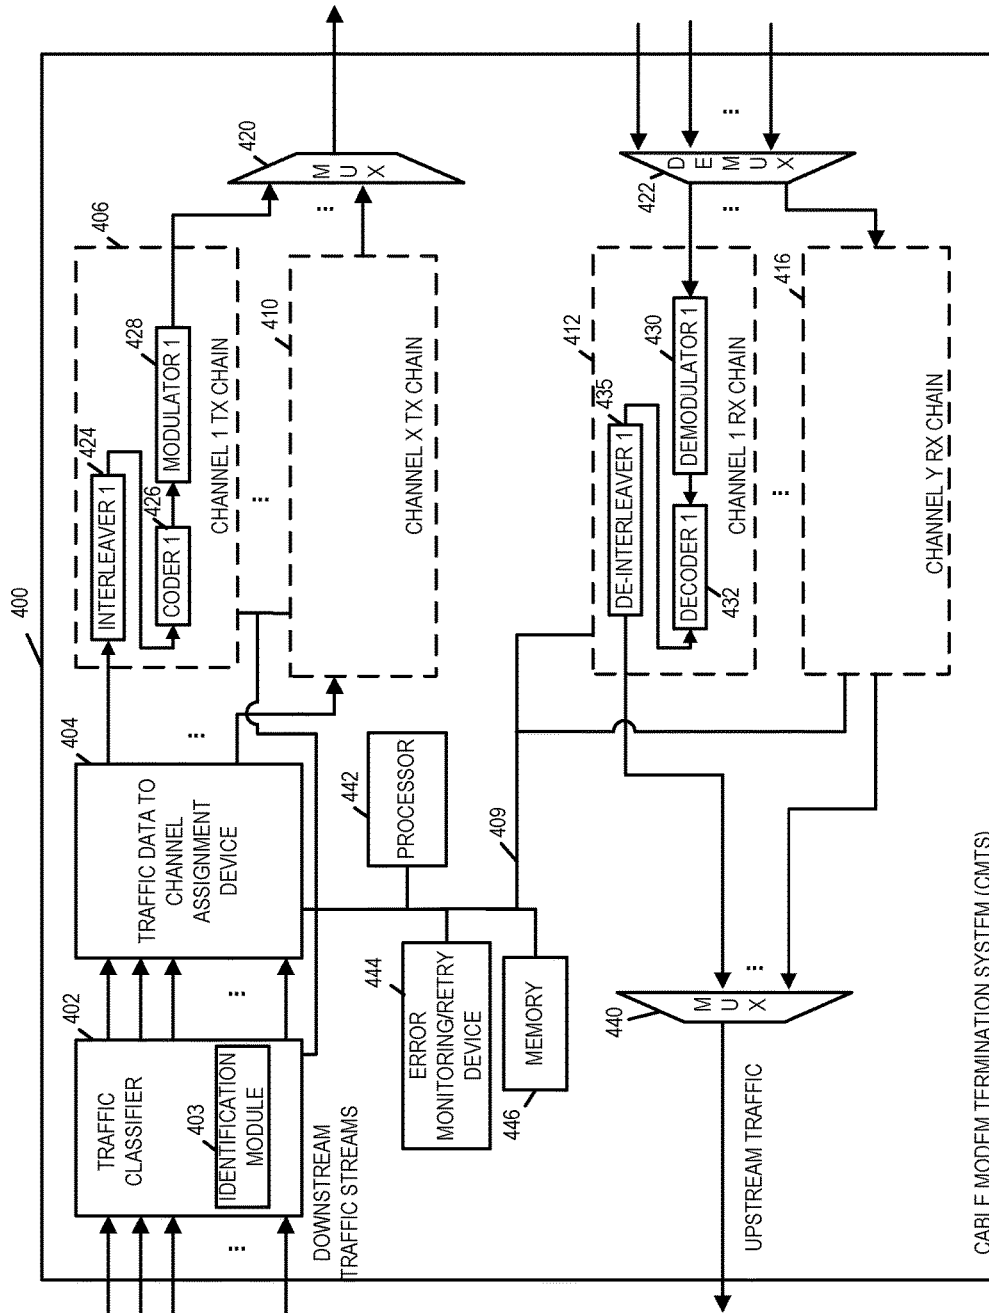 400
402
TRAFFIC
CLASSIFIER
403
IDENTIFICATION
MODULE
...
...
DOWNSTREAM
TRAFFIC STREAMS
404
TRAFFIC DATA TO
CHANNEL
ASSIGNMENT
DEVICE
...
406
424
INTERLEAVER 1
426
CODER 1
428
MODULATOR 1
CHANNEL 1 TX CHAIN
...
410
CHANNEL X TX CHAIN
...
420
MUX
442
PROCESSOR
444
ERROR
MONITORING/RETRY
DEVICE
446
MEMORY
409
412
435
DE-INTERLEAVER 1
430
DEMODULATOR 1
DECODER 1
432
CHANNEL 1 RX CHAIN
...
416
CHANNEL Y RX CHAIN
422
DEMUX
...
...
440
MUX
...
UPSTREAM TRAFFIC
CABLE MODEM TERMINATION SYSTEM (CMTS)